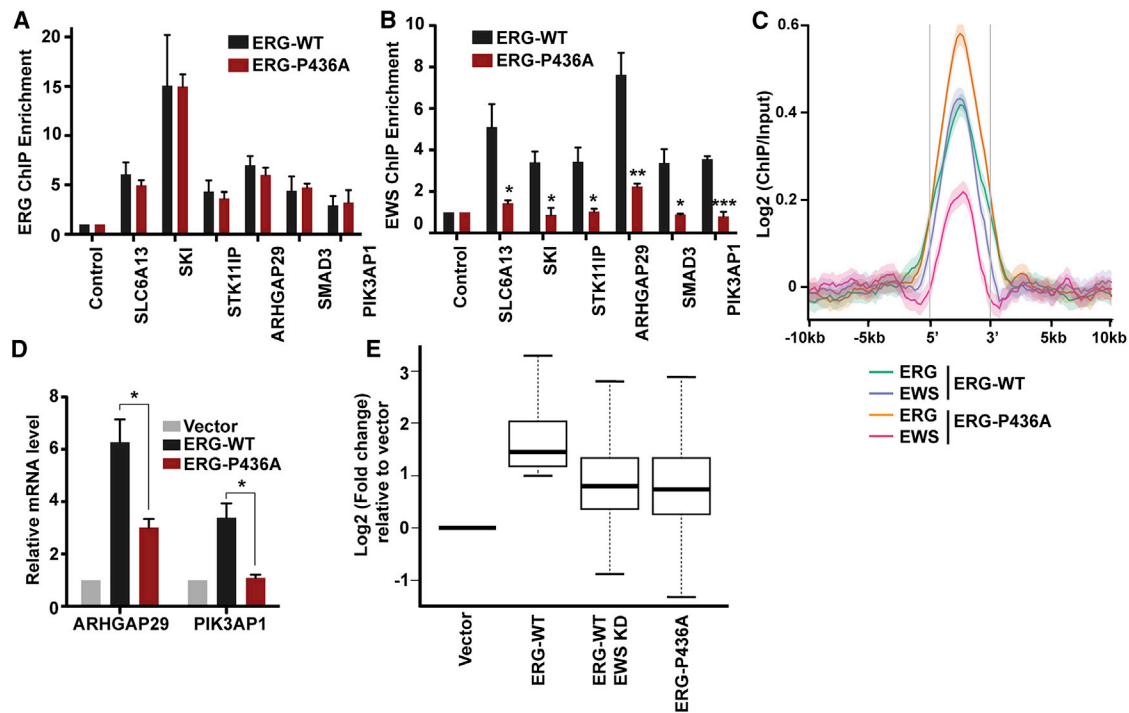 A
ERG ChIP Enrichment
20
15
10
5
0
ERG-WT
ERG-P436A
Control
SLC6A13
SKI
STK11IP
ARHGAP29
SMAD3
PIK3AP1
B
EWS ChIP Enrichment
10
8
6
4
2
0
ERG-WT
ERG-P436A
*
*
*
**
*
***
Control
SLC6A13
SKI
STK11IP
ARHGAP29
SMAD3
PIK3AP1
C
Log2 (ChIP/Input)
0.6
0.4
0.2
0
-10kb -5kb 5' 3' 5kb 10kb
ERG
EWS
ERG-WT
ERG
EWS
ERG-P436A
D
Relative mRNA level
8
6
4
2
0
Vector
ERG-WT
ERG-P436A
*
*
ARHGAP29 PIK3AP1
E
Log2 (Fold change)
relative to vector
3
2
1
0
-1
Vector
ERG-WT
ERG-WT
EWS KD
ERG-P436A